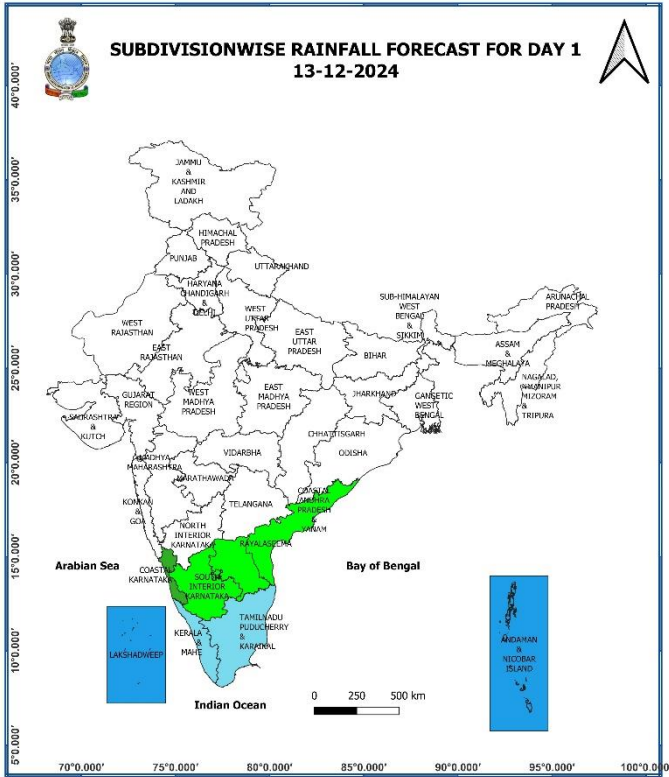 SUBDIVISIONWISE RAINFALL FORECAST FOR DAY 1
13-12-2024
40°0.000'
35°0.000'
30°0.000'
25°0.000'
20°0.000'
15°0.000'
10°0.000'
5°0.000'
JAMMU
&
KASHMIR
AND
LADAKH
HIMACHAL
PRADESH
PUNJAB
UTTARAKHAND
HARYANA
CHANDIGARH
&
DELHI
WEST
RAJASTHAN
EAST
RAJASTHAN
WEST
UTTAR
PRADESH
EAST
UTTAR
PRADESH
SUB-HIMALAYAN
WEST
BENGAL
&
SIKKIM
ARUNACHAL
PRADESH
ASSAM
&
MEGHALAYA
NAGALAD,
MANIPUR
MIZORAM
&
TRIPURA
BIHAR
JHARKHAND
GANGETIC
WEST
BENGAL
GUJARAT
REGION
SAURASHTRA
&
KUTCH
WEST
MADHYA
PRADESH
EAST
MADHYA
PRADESH
CHHATTISGARH
ODISHA
VIDARBHA
MADHYA
MAHARASHTRA
MARATHAWADA
KONKAN
&
GOA
TELANGANA
COASTAL
ANDHRA
PRADESH
&
YANAM
NORTH
INTERIOR
KARNATAKA
RAYALASEEMA
COASTAL
KARNATAKA
SOUTH
INTERIOR
KARNATAKA
Arabian Sea
Bay of Bengal
KERALA
&
MAHE
TAMILNADU
PUDUCHERRY
&
KARAIKAL
LAKSHADWEEP
ANDAMAN
&
NICOBAR
ISLAND
Indian Ocean
0 250 500 km
70°0.000' 75°0.000' 80°0.000' 85°0.000' 90°0.000' 95°0.000' 100°0.000'